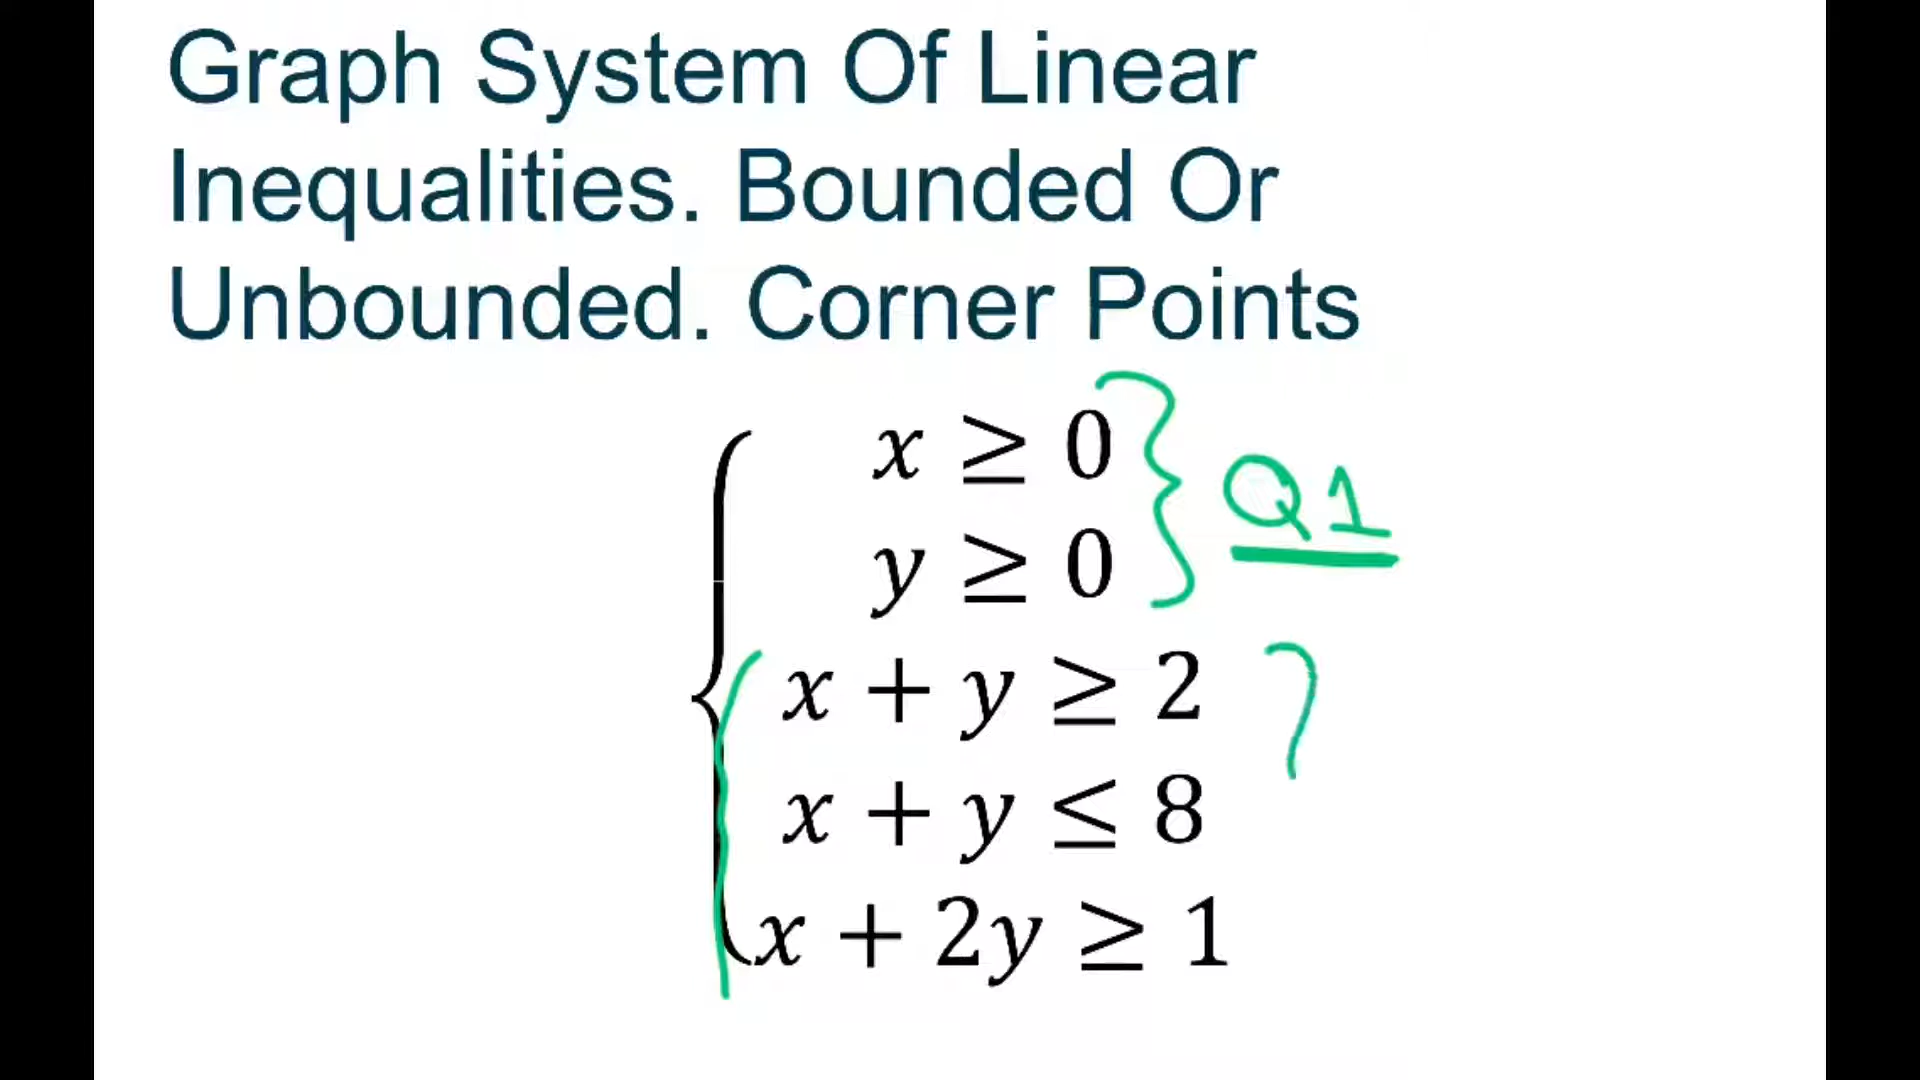 Graph System Of Linear
Inequalities. Bounded Or
Unbounded. Corner Points
x ≥ 0
Q1
y ≥ 0
x + y ≥ 2
x + y ≤ 8
x + 2y ≥ 1